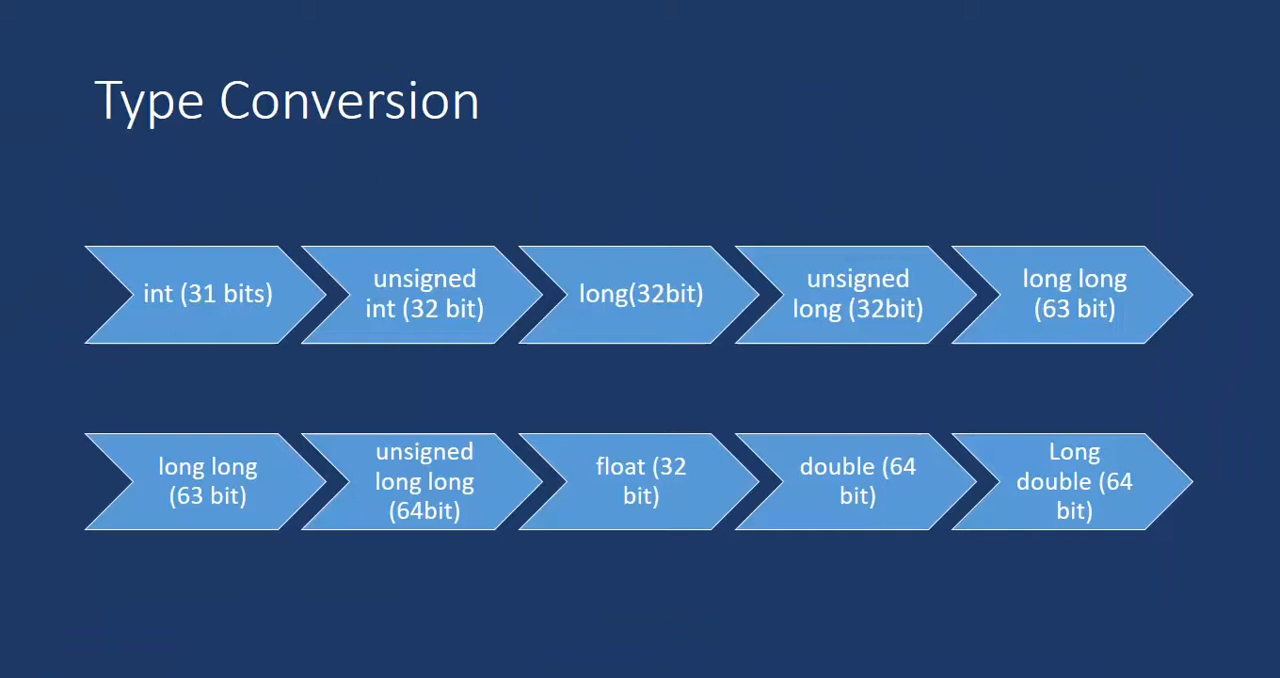 Type Conversion
int (31 bits)
unsigned
int (32 bit)
long(32bit)
unsigned
long (32bit)
long long
(63 bit)
long long
(63 bit)
unsigned
long long
(64bit)
float (32
bit)
double (64
bit)
Long
double (64
bit)